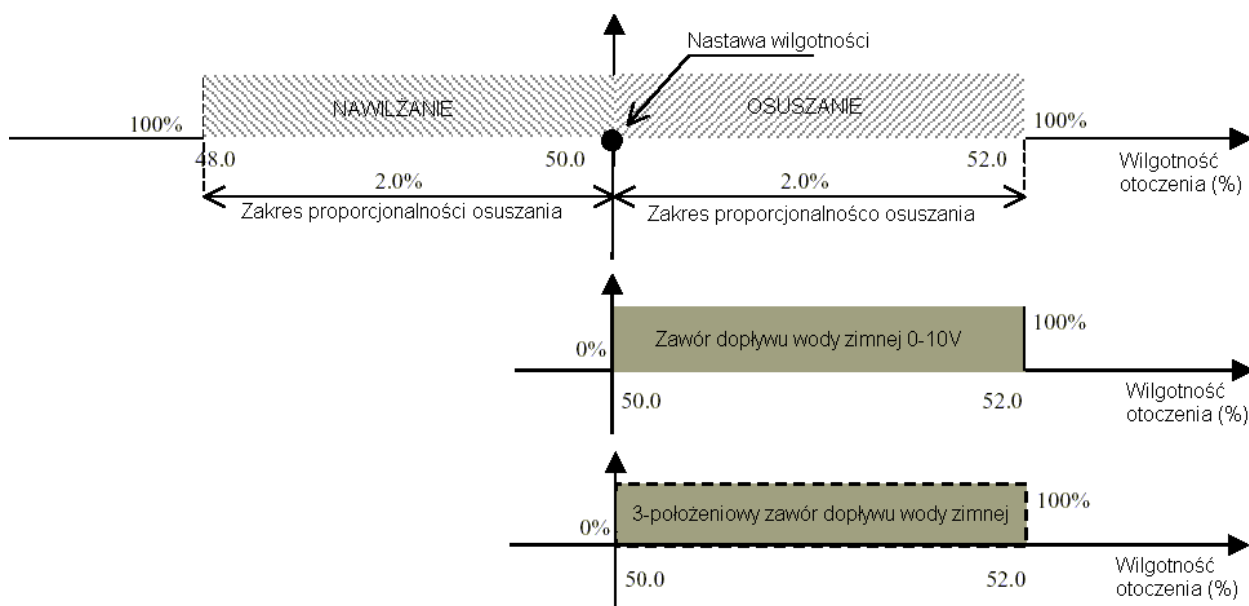 Nastawa wilgotności
NAWILŻANIE
OSUSZANIE
100%
100%
48.0
50.0
52.0
Wilgotność
otoczenia (%)
2.0%
2.0%
Zakres proporcjonalności osuszania
Zakres proporcjonalnośco osuszania
Zawór dopływu wody zimnej 0-10V
100%
0%
50.0
52.0
Wilgotność
otoczenia (%)
3-położeniowy zawór dopływu wody zimnej
100%
0%
50.0
52.0
Wilgotność
otoczenia (%)